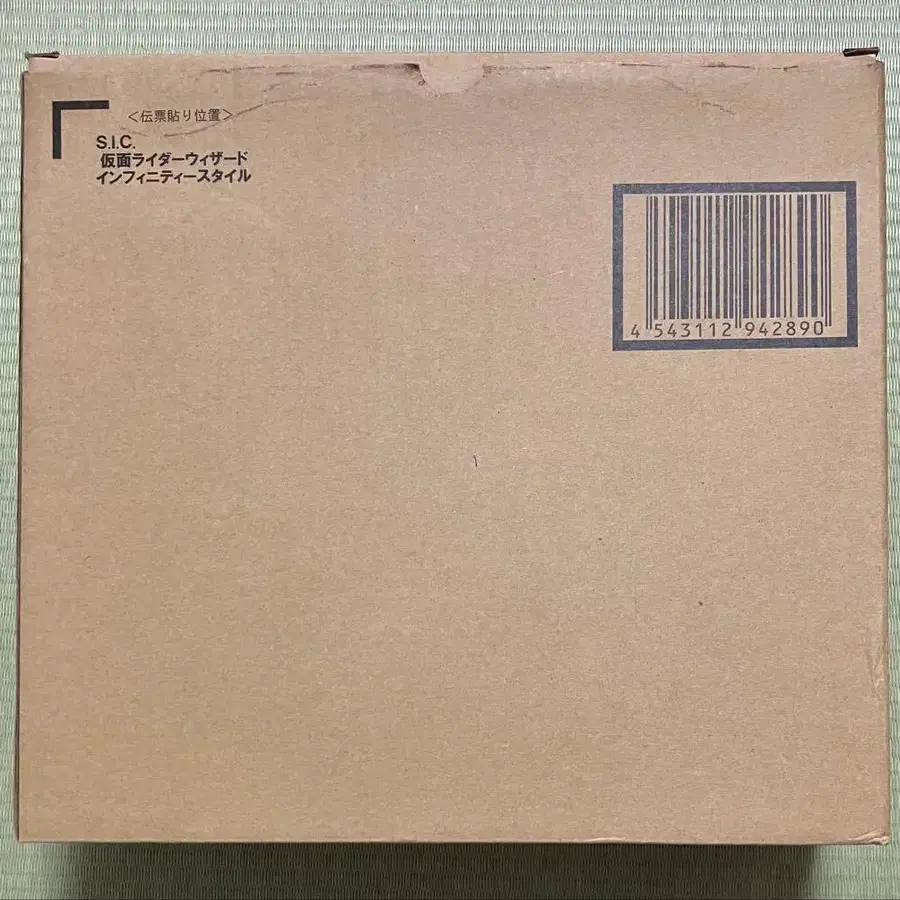 ＜伝票貼り位置＞
S.I.C.
仮面ライダーウィザード
インフィニティースタイル
4 543112 942890